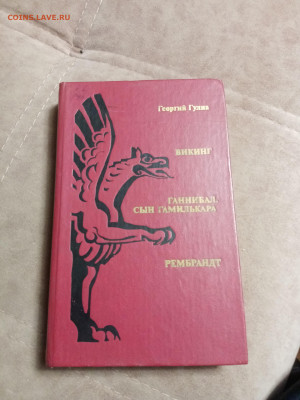 COINS.LAVE.RU
Георгий Гулиа
ВИКИНГ
ГАННИБАЛ,
СЫН ГАМИЛЬКАРА
РЕМБРАНДТ